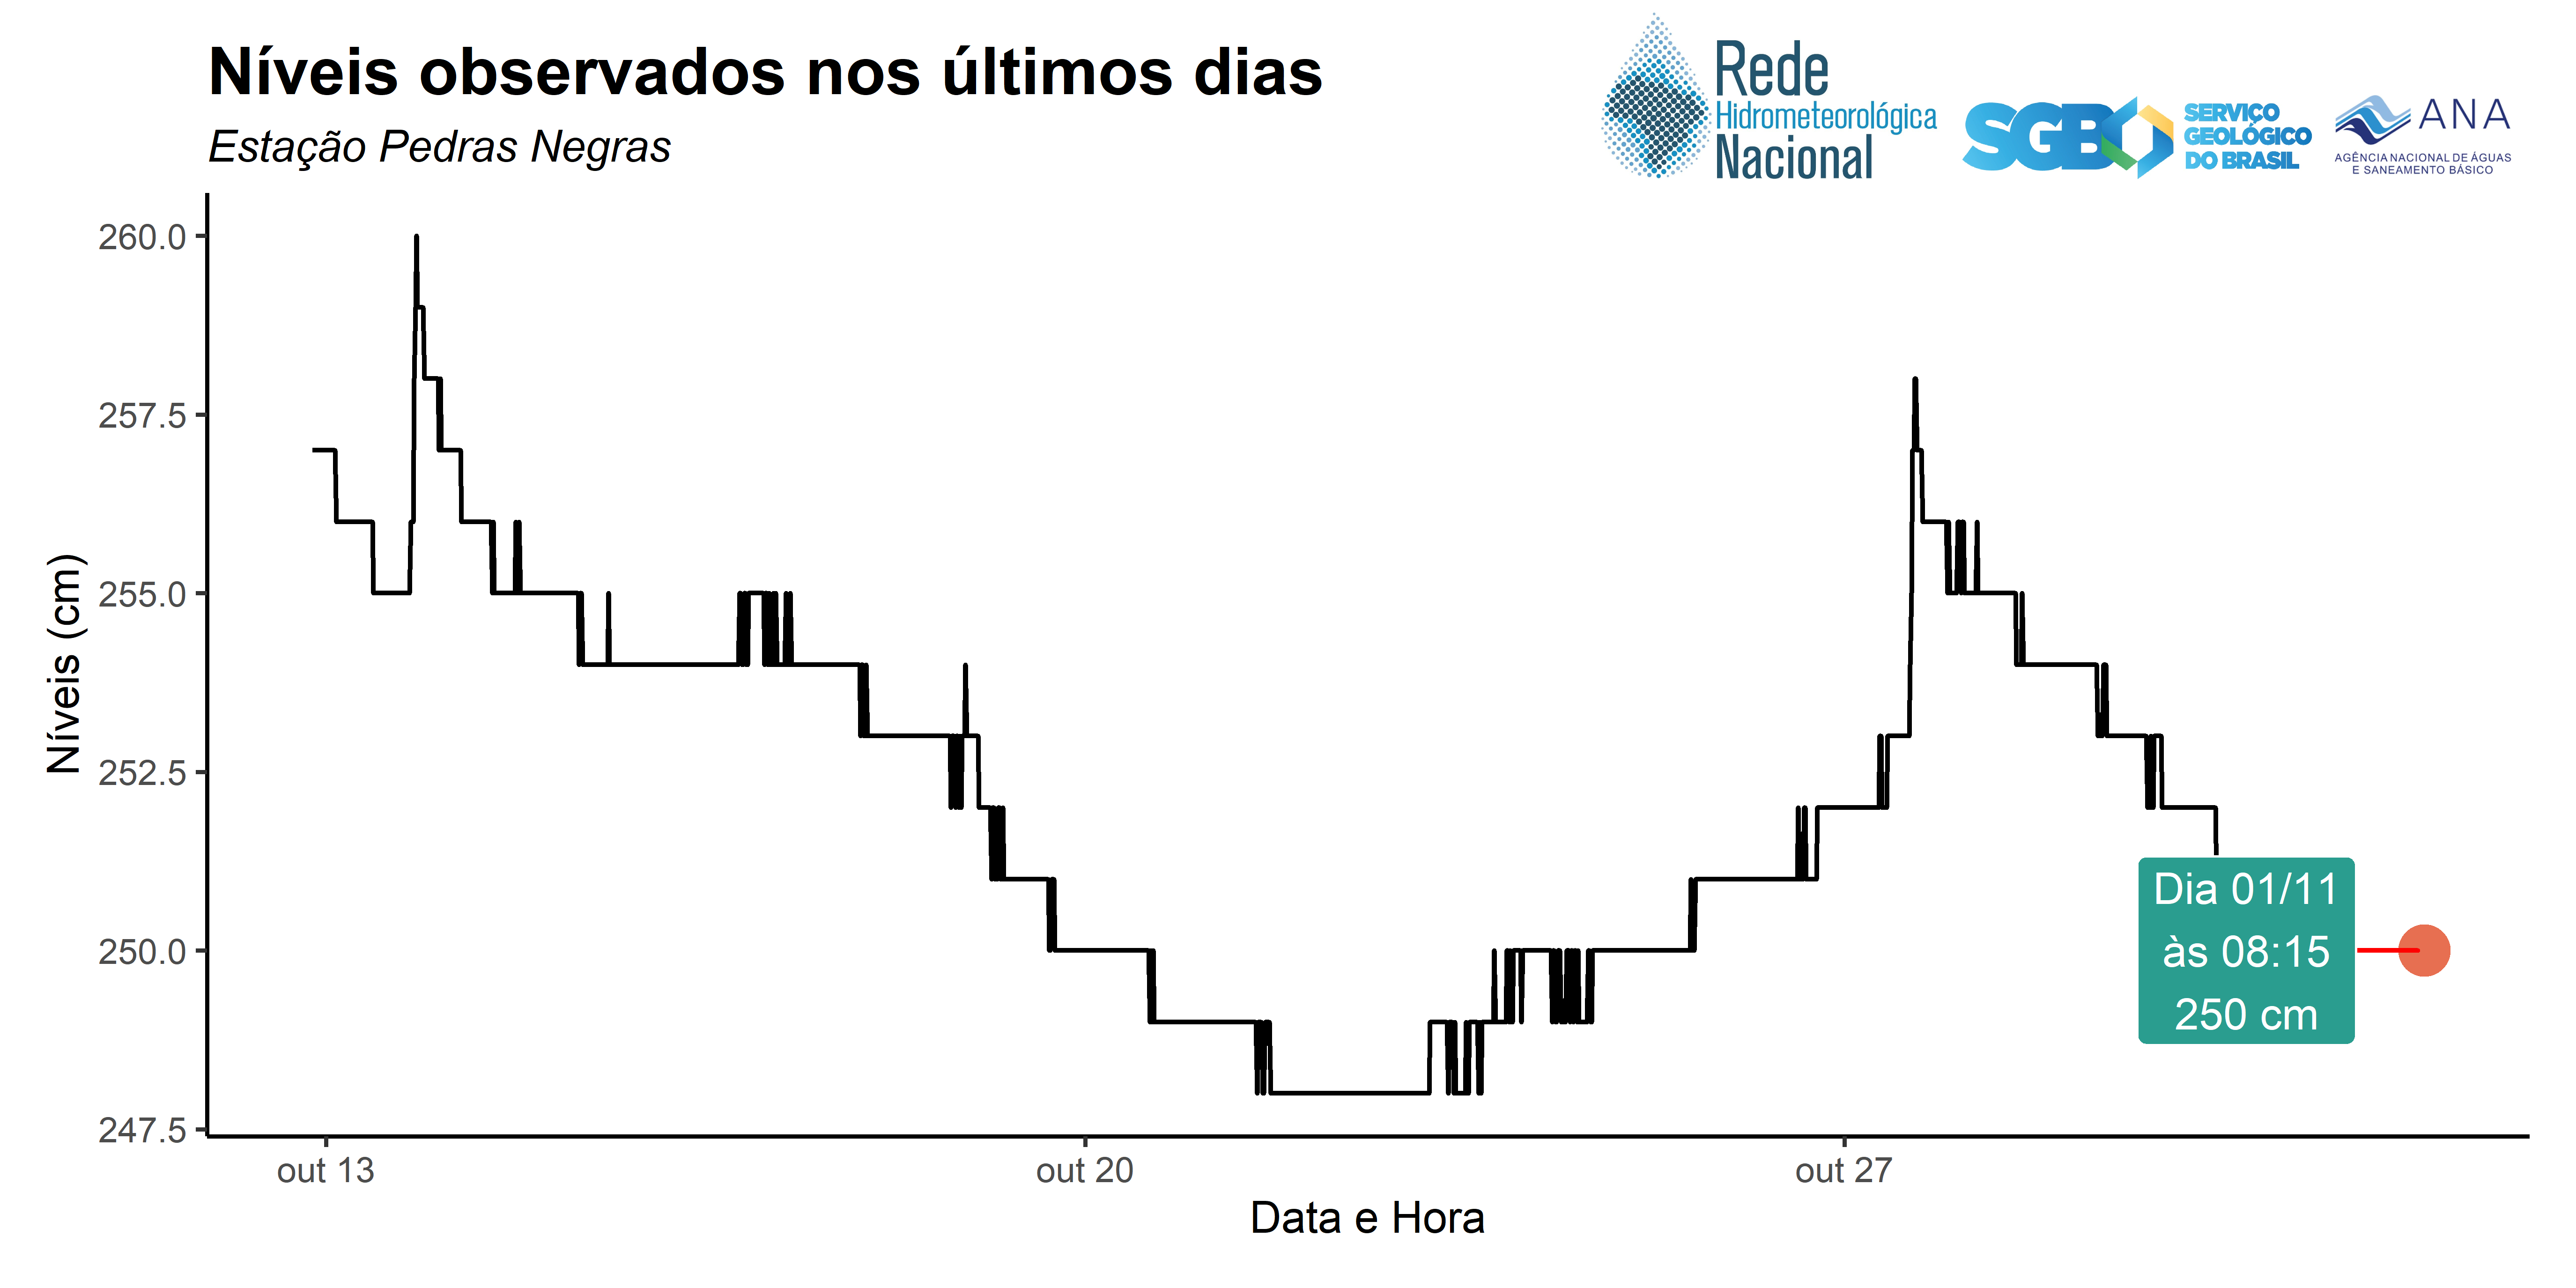 Níveis observados nos últimos dias
Estação Pedras Negras
Rede
Hidrometeorológica
Nacional
SGB
SERVIÇO
GEOLÓGICO
DO BRASIL
ANA
AGÊNCIA NACIONAL DE ÁGUAS
E SANEAMENTO BÁSICO
Níveis (cm)
260.0
257.5
255.0
252.5
250.0
247.5
Dia 01/11
às 08:15
250 cm
out 13
out 20
out 27
Data e Hora